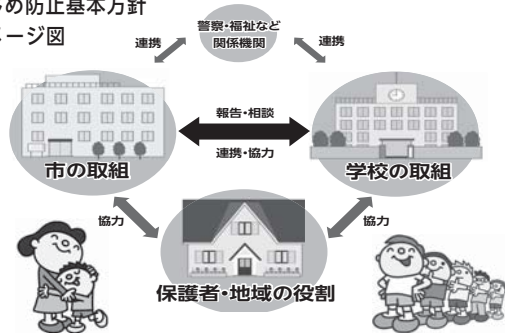 め防止基本方針
ージ図
警察・福祉など
関係機関
連携
連携
報告・相談
連携・協力
市の取組
学校の取組
協力
協力
保護者・地域の役割